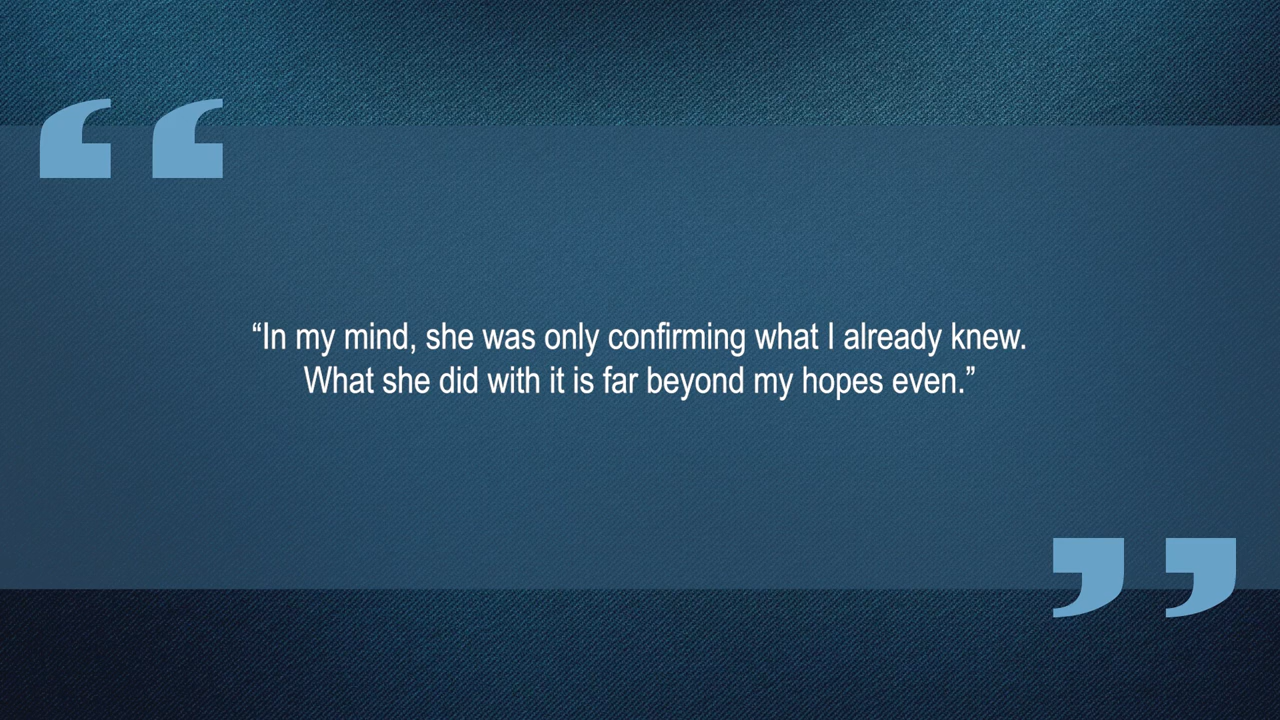 “In my mind, she was only confirming what I already knew.
What she did with it is far beyond my hopes even.”